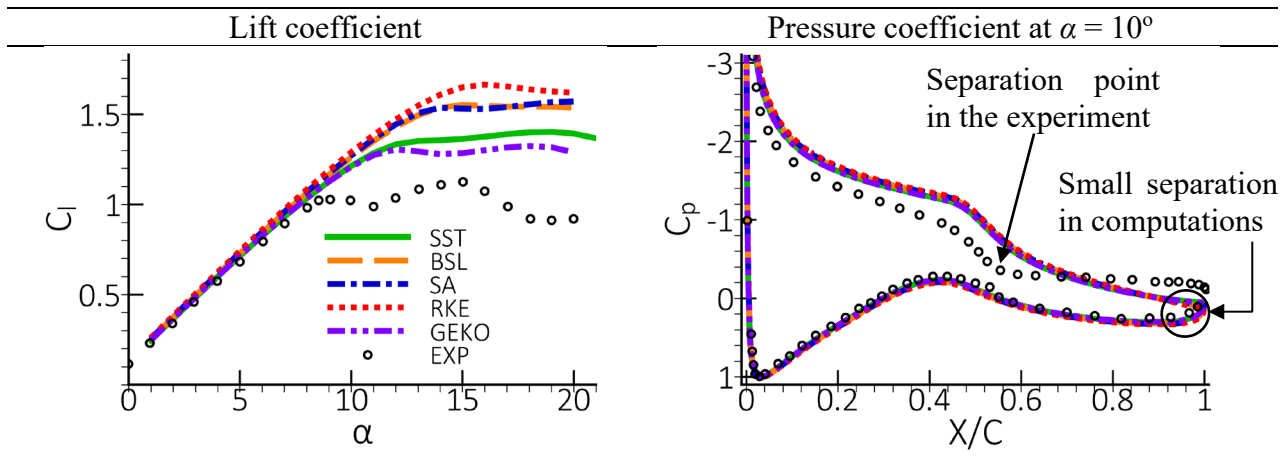 Lift coefficient
Pressure coefficient at α = 10º
1.5
1
0.5
0
5
10
15
20
Cl
α
SST
BSL
SA
RKE
GEKO
EXP
-3
-2
-1
0
1
0
0.2
0.4
0.6
0.8
1
Cp
X/C
Separation point
in the experiment
Small separation
in computations